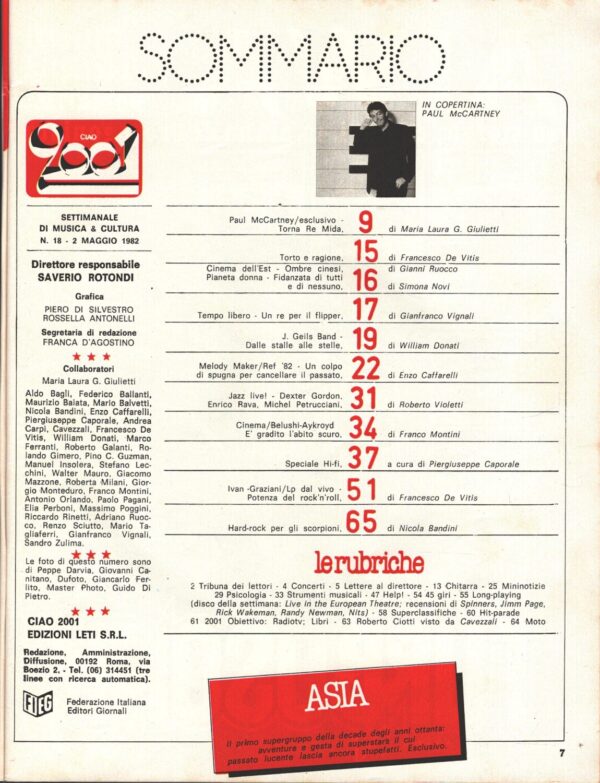 SOMMARIO
IN COPERTINA:
PAUL McCARTNEY
CIAO
2001
SETTIMANALE
DI MUSICA & CULTURA
N. 18 - 2 MAGGIO 1982
Direttore responsabile
SAVERIO ROTONDI
Grafica
PIERO DI SILVESTRO
ROSSELLA ANTONELLI
Segretaria di redazione
FRANCA D'AGOSTINO
Collaboratori
Maria Laura G. Giulietti
Aldo Bagli, Federico Ballanti,
Maurizio Baiata, Mario Balvetti,
Nicola Bandini, Enzo Caffarelli,
Piergiuseppe Caporale, Andrea
Carpi, Cavezzali, Francesco De
Vitis, William Donati, Marco
Ferranti, Roberto Galanti, Ro-
lando Gimero, Pino C. Guzman,
Manuel Insolera, Stefano Lec-
chini, Walter Mauro, Giacomo
Mazzone, Roberta Milani, Gior-
gio Monteduro, Franco Montini,
Antonio Orlando, Paolo Pagani,
Elia Perboni, Massimo Poggini,
Riccardo Rinetti, Adriano Ruoc-
co, Renzo Sciutto, Mario Ta-
gliaferri, Gianfranco Vignali,
Sandro Zulima.
Le foto di questo numero sono
di Peppe Darvia, Giovanni Ca-
nitano, Dufoto, Giancarlo Fer-
lito, Master Photo, Guido Di
Pietro.
CIAO 2001
EDIZIONI LETI S.R.L.
Redazione, Amministrazione,
Diffusione, 00192 Roma, via
Boezio 2. - Tel. (06) 314451 (tre
linee con ricerca automatica).
FIEG
Federazione Italiana
Editori Giornali
Paul McCartney/esclusivo -
Torna Re Mida, 9 di Maria Laura G. Giulietti
Torto e ragione, 15 di Francesco De Vitis
Cinema dell'Est - Ombre cinesi, di Gianni Ruocco
Pianeta donna - Fidanzata di tutti 16
e di nessuno, di Simona Novi
Tempo libero - Un re per il flipper, 17 di Gianfranco Vignali
J. Geils Band -
Dalle stalle alle stelle, 19 di William Donati
Melody Maker/Ref '82 - Un colpo
di spugna per cancellare il passato, 22 di Enzo Caffarelli
Jazz live! - Dexter Gordon,
Enrico Rava, Michel Petrucciani, 31 di Roberto Violetti
Cinema/Belushi-Aykroyd
E' gradito l'abito scuro, 34 di Franco Montini
Speciale Hi-fi, 37 a cura di Piergiuseppe Caporale
Ivan -Graziani/Lp dal vivo -
Potenza del rock'n'roll, 51 di Francesco De Vitis
Hard-rock per gli scorpioni, 65 di Nicola Bandini
le rubriche
2 Tribuna dei lettori - 4 Concerti - 5 Lettere al direttore - 13 Chitarra - 25 Mininotizie
29 Psicologia - 33 Strumenti musicali - 47 Help! - 54 45 giri - 55 Long-playing
(disco della settimana: Live in the European Theatre; recensioni di Spinners, Jimm Page,
Rick Wakeman, Randy Newman, Nits) - 58 Superclassifiche - 60 Hit-parade
61 2001 Obiettivo: Radiotv; Libri - 63 Roberto Ciotti visto da Cavezzali - 64 Moto
ASIA
Il primo supergruppo della decade degli anni ottanta:
avventure e gesta di superstars il cui
passato lucente lascia ancora stupefatti. Esclusivo.
7